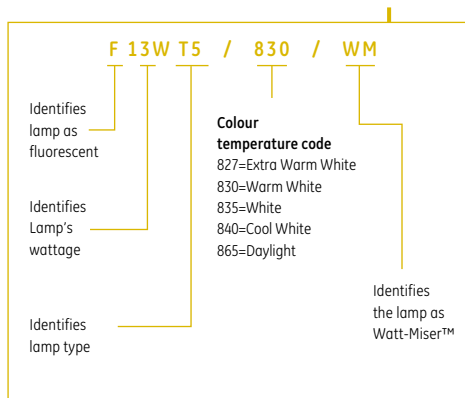 F 13W T5 / 830 / WM
Identifies
lamp as
fluorescent
Identifies
Lamp's
wattage
Identifies
lamp type
Colour
temperature code
827=Extra Warm White
830=Warm White
835=White
840=Cool White
865=Daylight
Identifies
the lamp as
Watt-Miser™